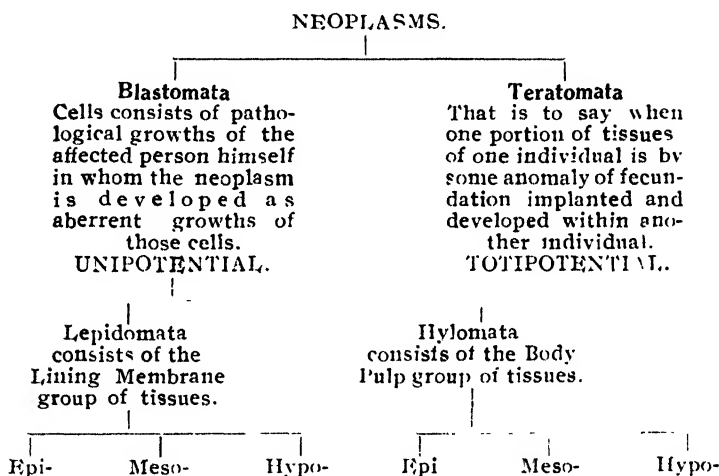 NEOPLASMS.
Blastomata
Cells consists of patho-
logical growths of the
affected person himself
in whom the neoplasm
is developed as
aberrent growths of
those cells.
UNIPOTENTIAL.
Teratomata
That is to say when
one portion of tissues
of one individual is by
some anomaly of fecun-
dation implanted and
developed within ano-
ther individual.
TOTIPOTENTIAL.
Lepidomata
consists of the
Lining Membrane
group of tissues.
Hylomata
consists of the Body
Pulp group of tissues.
Epi- Meso- Hypo- Epi Meso- Hypo-